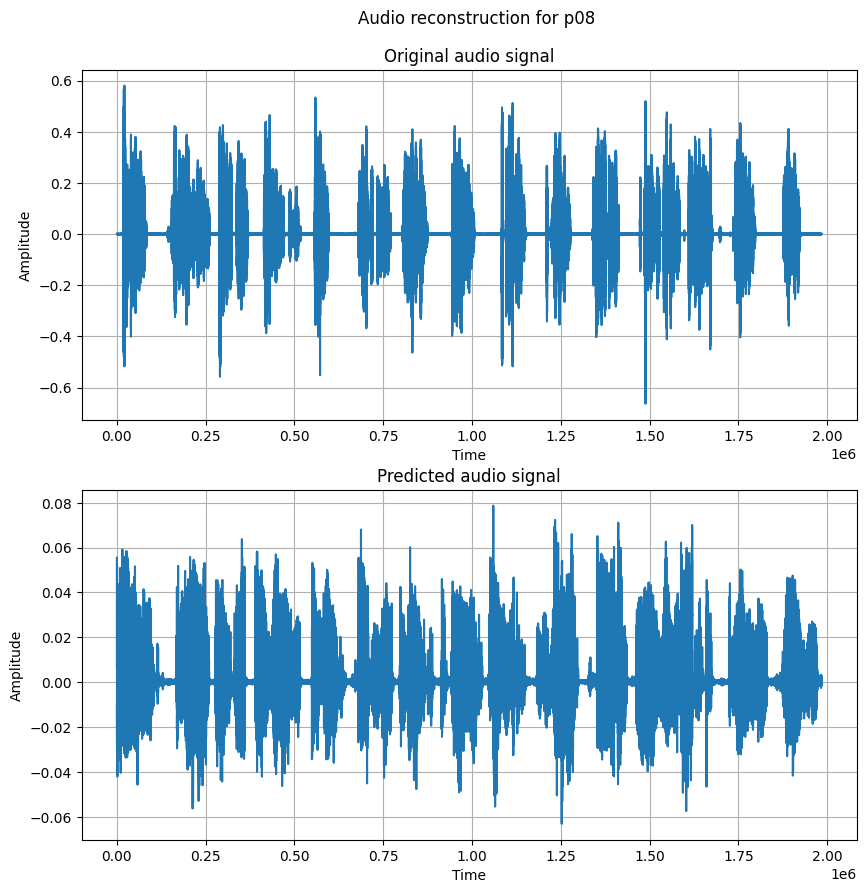 Audio reconstruction for p08
Original audio signal
0.6
0.4
0.2
0.0
−0.2
−0.4
−0.6
Amplitude
0.00 0.25 0.50 0.75 1.00 1.25 1.50 1.75 2.00
1e6
Time
Predicted audio signal
0.08
0.06
0.04
0.02
0.00
−0.02
−0.04
−0.06
Amplitude
0.00 0.25 0.50 0.75 1.00 1.25 1.50 1.75 2.00
1e6
Time